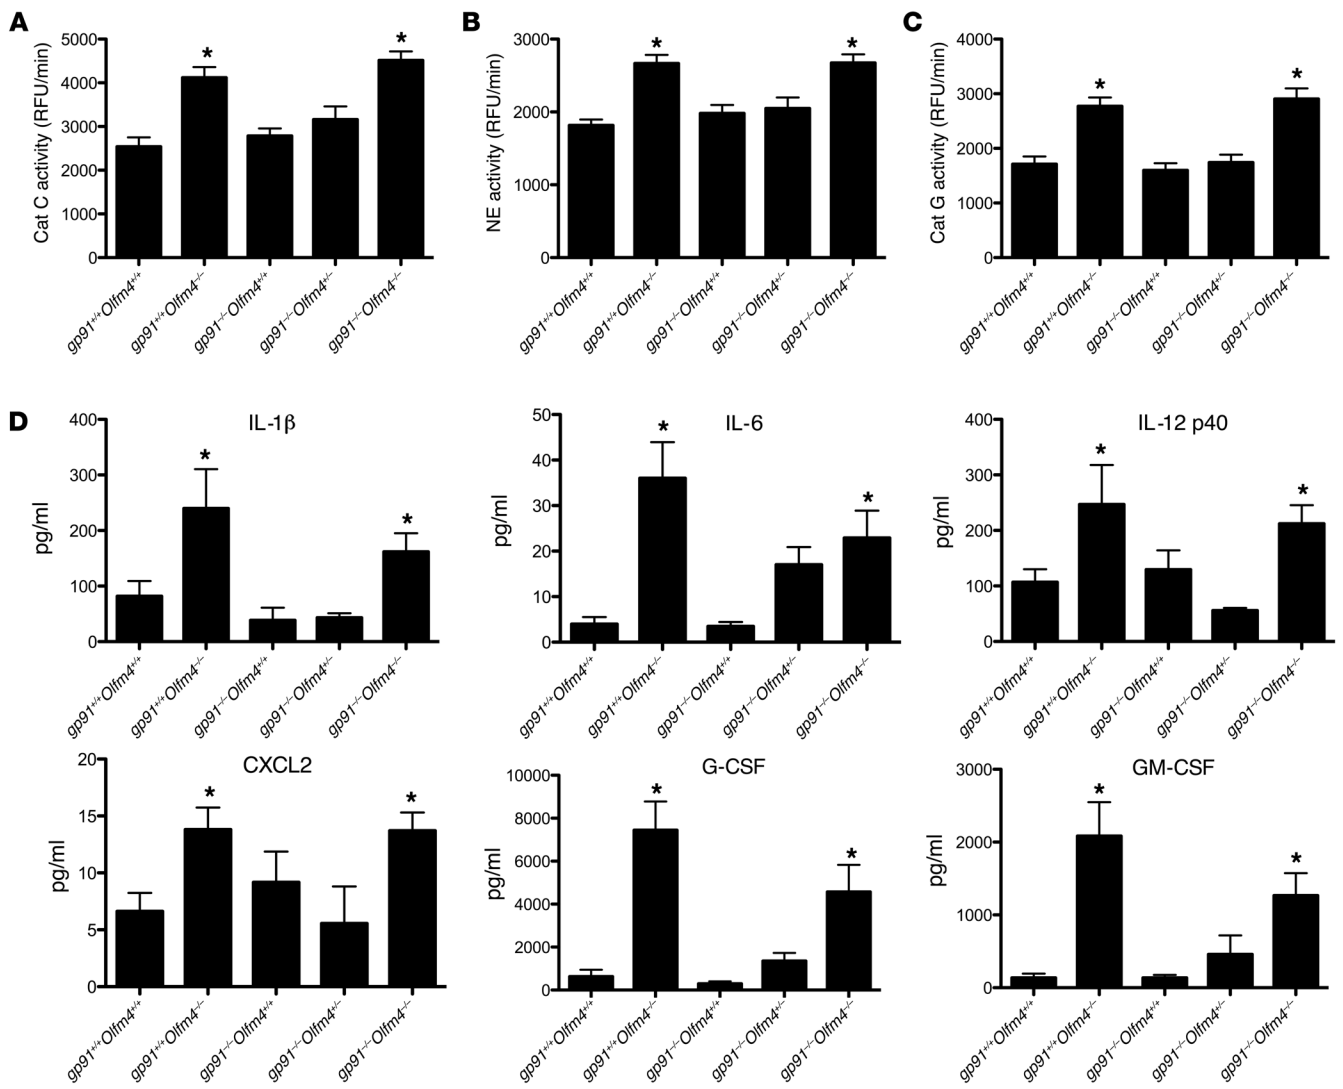 A
Cat C activity (RFU/min)
5000
4000
3000
2000
1000
0
*
*
gp91+/+Olfm4+/+
gp91+/+Olfm4–/–
gp91–/–Olfm4+/+
gp91–/–Olfm4+/–
gp91–/–Olfm4–/–
B
NE activity (RFU/min)
3000
2000
1000
0
*
*
gp91+/+Olfm4+/+
gp91+/+Olfm4–/–
gp91–/–Olfm4+/+
gp91–/–Olfm4+/–
gp91–/–Olfm4–/–
C
Cat G activity (RFU/min)
4000
3000
2000
1000
0
*
*
gp91+/+Olfm4+/+
gp91+/+Olfm4–/–
gp91–/–Olfm4+/+
gp91–/–Olfm4+/–
gp91–/–Olfm4–/–
D
IL-1β
pg/ml
400
300
200
100
0
*
*
gp91+/+Olfm4+/+
gp91+/+Olfm4–/–
gp91–/–Olfm4+/+
gp91–/–Olfm4+/–
gp91–/–Olfm4–/–
IL-6
pg/ml
50
40
30
20
10
0
*
*
gp91+/+Olfm4+/+
gp91+/+Olfm4–/–
gp91–/–Olfm4+/+
gp91–/–Olfm4+/–
gp91–/–Olfm4–/–
IL-12 p40
pg/ml
400
300
200
100
0
*
*
gp91+/+Olfm4+/+
gp91+/+Olfm4–/–
gp91–/–Olfm4+/+
gp91–/–Olfm4+/–
gp91–/–Olfm4–/–
CXCL2
pg/ml
20
15
10
5
0
*
*
gp91+/+Olfm4+/+
gp91+/+Olfm4–/–
gp91–/–Olfm4+/+
gp91–/–Olfm4+/–
gp91–/–Olfm4–/–
G-CSF
pg/ml
10000
8000
6000
4000
2000
0
*
*
gp91+/+Olfm4+/+
gp91+/+Olfm4–/–
gp91–/–Olfm4+/+
gp91–/–Olfm4+/–
gp91–/–Olfm4–/–
GM-CSF
pg/ml
3000
2000
1000
0
*
*
gp91+/+Olfm4+/+
gp91+/+Olfm4–/–
gp91–/–Olfm4+/+
gp91–/–Olfm4+/–
gp91–/–Olfm4–/–